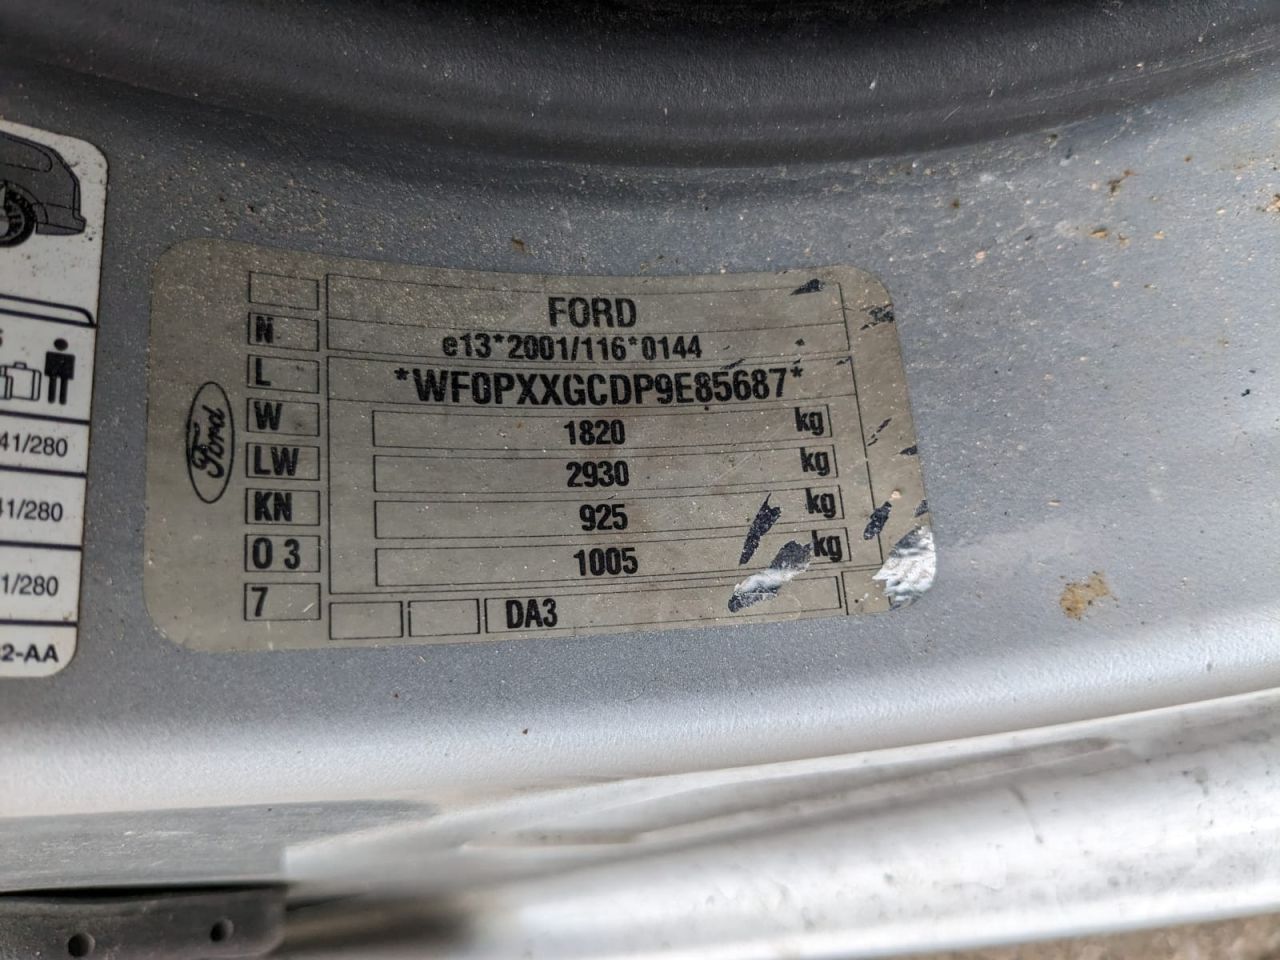 41/280
41/280
1/280
2-AA
Ford
FORD
N
e13*2001/116*0144
L
*WF0PXXGCDP9E85687*
W
1820 kg
LW
2930 kg
KN
925 kg
O 3
1005 kg
7
DA3